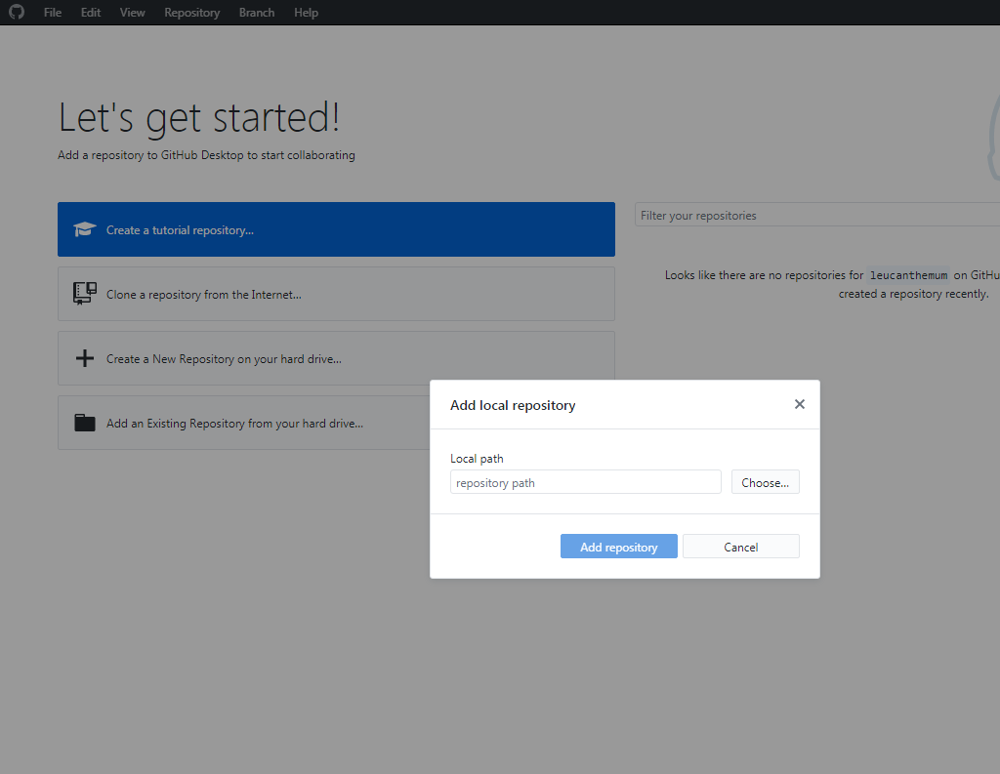 File Edit View Repository Branch Help
Let's get started!
Add a repository to GitHub Desktop to start collaborating
Create a tutorial repository...
Clone a repository from the Internet...
Create a New Repository on your hard drive...
Add an Existing Repository from your hard drive...
Filter your repositories
Looks like there are no repositories for leucanthemum on GitHu
created a repository recently.
Add local repository
Local path
repository path
Choose...
Add repository
Cancel